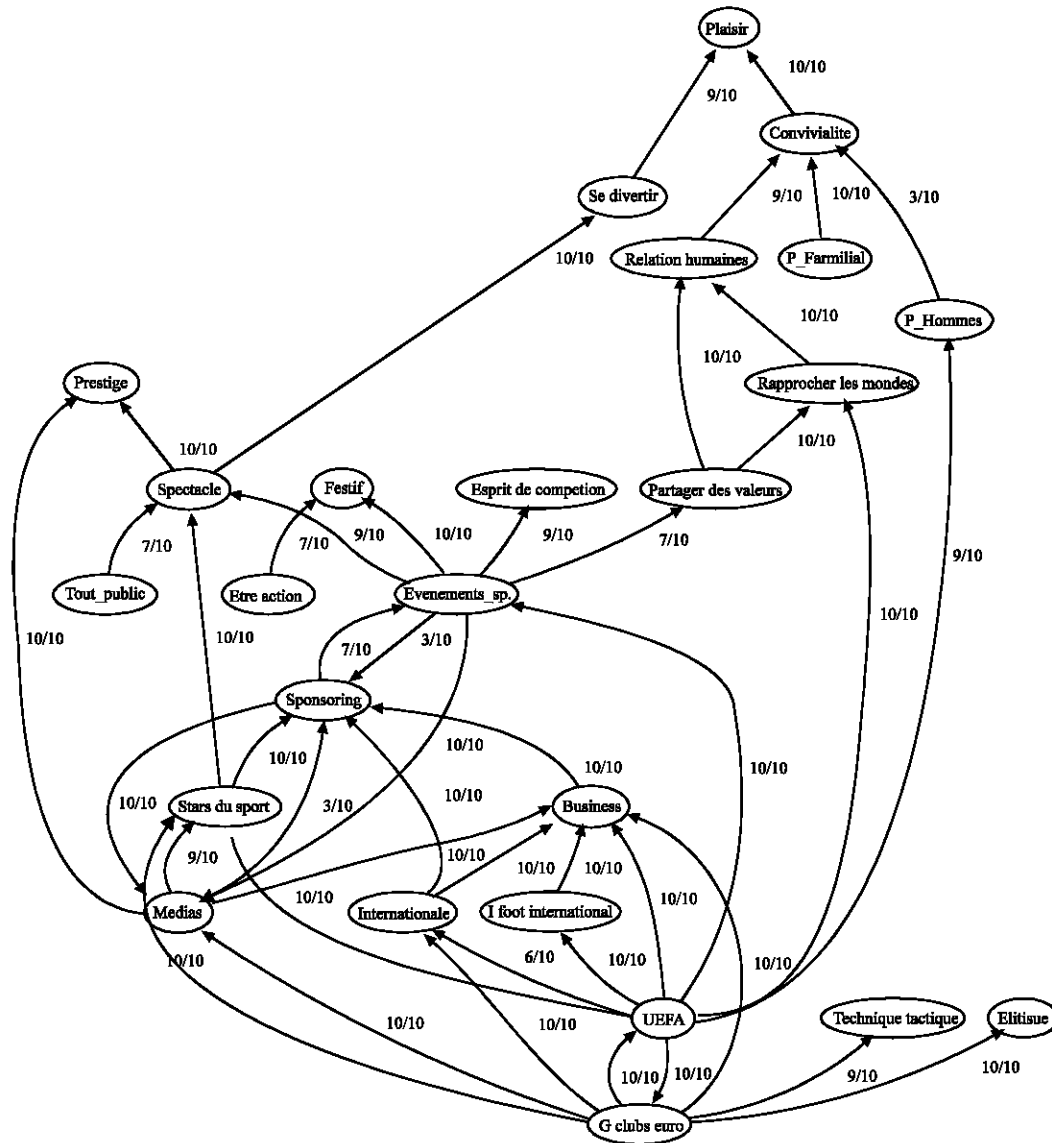 Plaisir
10/10
9/10
Convivialite
Se divertir
9/10
10/10
3/10
10/10
Relation humaines
P_Farmilial
10/10
P_Hommes
10/10
Prestige
Rapprocher les mondes
10/10
10/10
Spectacle
Festif
Esprit de competion
Partager des valeurs
7/10
7/10
9/10
10/10
9/10
7/10
9/10
Tout_public
Etre action
Evenements_sp.
10/10
10/10
10/10
7/10
3/10
Sponsoring
10/10
10/10
10/10
10/10
10/10
Stars du sport
3/10
10/10
Business
9/10
10/10
10/10
10/10
Medias
Internationale
I foot international
10/10
10/10
10/10
6/10
10/10
10/10
10/10
10/10
UEFA
Technique tactique
Elitisue
10/10
10/10
9/10
10/10
G clubs euro